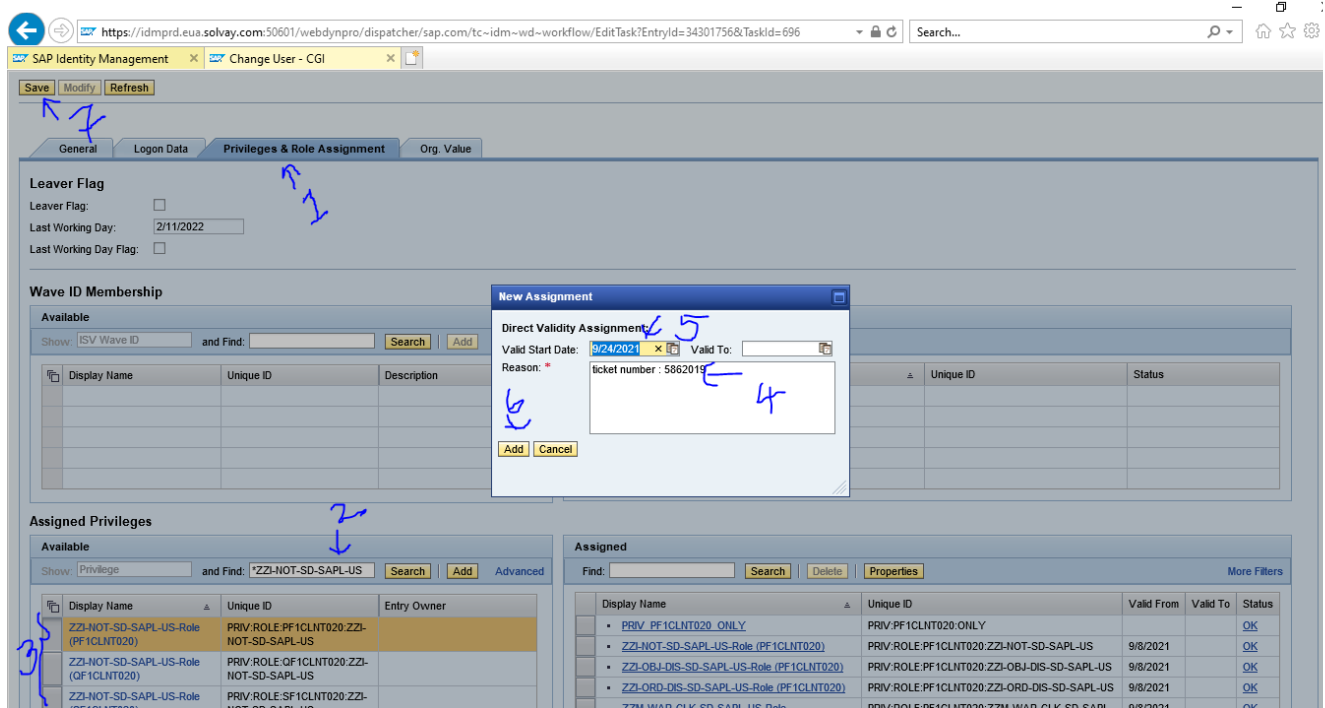 https://idmprd.eua.solvay.com:50601/webdynpro/dispatcher/sap.com/tc~idm~wd~workflow/EditTask?EntryId=34301756&TaskId=696
Search...
SAP Identity Management
Change User - CGI
Save Modify Refresh
7
General Logon Data Privileges & Role Assignment Org. Value
1
Leaver Flag
Leaver Flag:
Last Working Day: 2/11/2022
Last Working Day Flag:
Wave ID Membership
Available
Show: ISV Wave ID and Find: Search Add
Display Name Unique ID Description
Unique ID Status
New Assignment
Direct Validity Assignment:
5
Valid Start Date: 9/24/2021 Valid To:
Reason: * ticket number : 5862019
4
6
Add Cancel
Assigned Privileges
2
Available
Show: Privilege and Find: *ZZI-NOT-SD-SAPL-US Search Add Advanced
Display Name Unique ID Entry Owner
3
ZZI-NOT-SD-SAPL-US-Role PRIV:ROLE:PF1CLNT020:ZZI-
(PF1CLNT020) NOT-SD-SAPL-US
ZZI-NOT-SD-SAPL-US-Role PRIV:ROLE:QF1CLNT020:ZZI-
(QF1CLNT020) NOT-SD-SAPL-US
ZZI-NOT-SD-SAPL-US-Role PRIV:ROLE:SF1CLNT020:ZZI-
Assigned
Find: Search Delete Properties More Filters
Display Name Unique ID Valid From Valid To Status
PRIV_PF1CLNT020_ONLY PRIV:PF1CLNT020:ONLY OK
ZZI-NOT-SD-SAPL-US-Role (PF1CLNT020) PRIV:ROLE:PF1CLNT020:ZZI-NOT-SD-SAPL-US 9/8/2021 OK
ZZI-OBJ-DIS-SD-SAPL-US-Role (PF1CLNT020) PRIV:ROLE:PF1CLNT020:ZZI-OBJ-DIS-SD-SAPL-US 9/8/2021 OK
ZZI-ORD-DIS-SD-SAPL-US-Role (PF1CLNT020) PRIV:ROLE:PF1CLNT020:ZZI-ORD-DIS-SD-SAPL-US 9/8/2021 OK